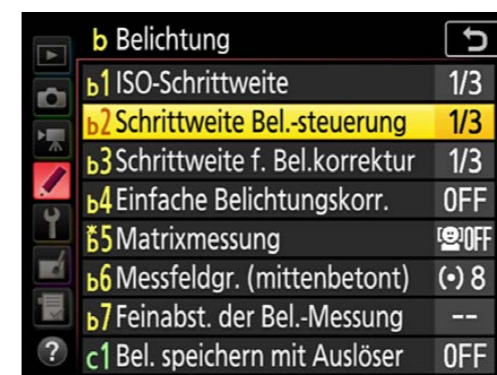 b Belichtung
b1 ISO-Schrittweite 1/3
b2 Schrittweite Bel.-steuerung 1/3
b3 Schrittweite f. Bel.korrektur 1/3
b4 Einfache Belichtungskorr. OFF
*b5 Matrixmessung OFF
b6 Messfeldgr. (mittenbetont) (•) 8
b7 Feinabst. der Bel.-Messung --
c1 Bel. speichern mit Auslöser OFF
?